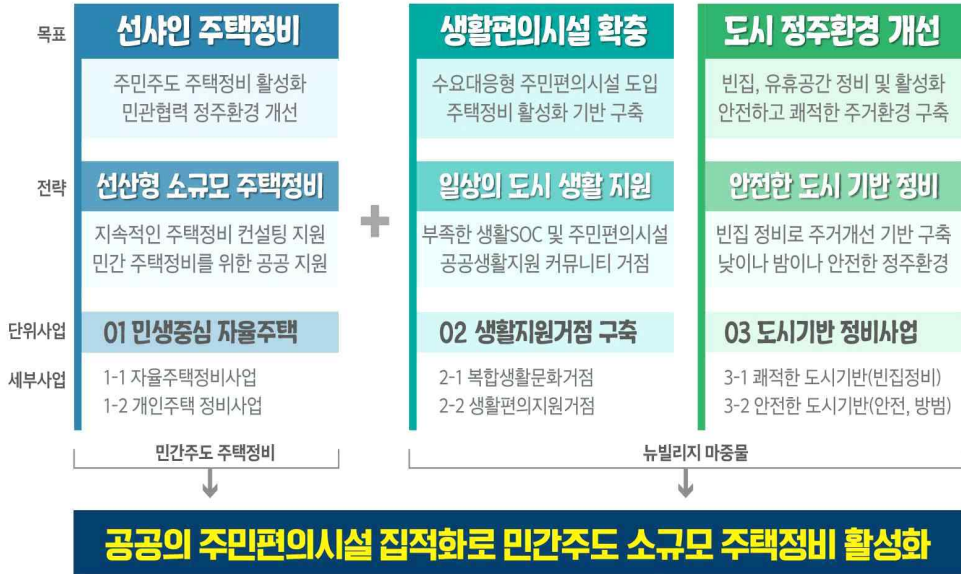 목표
선샤인 주택정비
주민주도 주택정비 활성화
민관협력 정주환경 개선
생활편의시설 확충
수요대응형 주민편의시설 도입
주택정비 활성화 기반 구축
도시 정주환경 개선
빈집, 유휴공간 정비 및 활성화
안전하고 쾌적한 주거환경 구축
전략
선산형 소규모 주택정비
지속적인 주택정비 컨설팅 지원
민간 주택정비를 위한 공공 지원
+
일상의 도시 생활 지원
부족한 생활SOC 및 주민편의시설
공공생활지원 커뮤니티 거점
안전한 도시 기반 정비
빈집 정비로 주거개선 기반 구축
낮이나 밤이나 안전한 정주환경
단위사업
01 민생중심 자율주택
02 생활지원거점 구축
03 도시기반 정비사업
세부사업
1-1 자율주택정비사업
1-2 개인주택 정비사업
2-1 복합생활문화거점
2-2 생활편의지원거점
3-1 쾌적한 도시기반(빈집정비)
3-2 안전한 도시기반(안전, 방범)
민간주도 주택정비
뉴빌리지 마중물
공공의 주민편의시설 집적화로 민간주도 소규모 주택정비 활성화